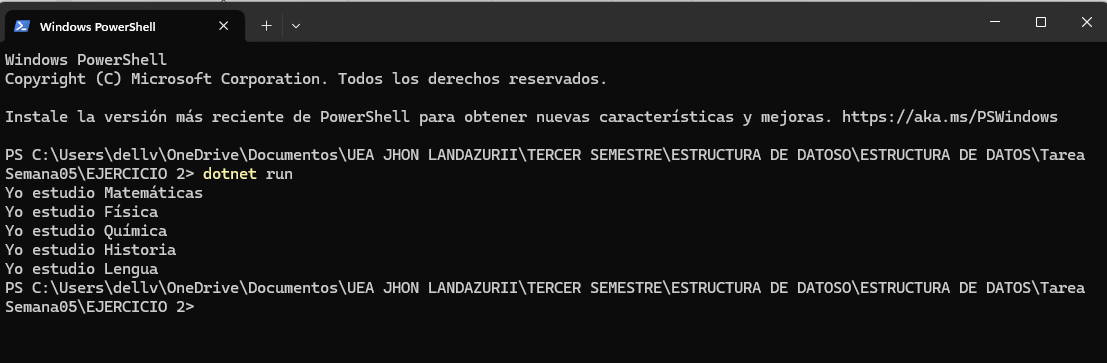 Windows PowerShell
Windows PowerShell
Copyright (C) Microsoft Corporation. Todos los derechos reservados.
Instale la versión más reciente de PowerShell para obtener nuevas características y mejoras. https://aka.ms/PSWindows
PS C:\Users\dellv\OneDrive\Documentos\UEA JHON LANDAZURII\TERCER SEMESTRE\ESTRUCTURA DE DATOSO\ESTRUCTURA DE DATOS\Tarea
Semana05\EJERCICIO 2> dotnet run
Yo estudio Matemáticas
Yo estudio Física
Yo estudio Química
Yo estudio Historia
Yo estudio Lengua
PS C:\Users\dellv\OneDrive\Documentos\UEA JHON LANDAZURII\TERCER SEMESTRE\ESTRUCTURA DE DATOSO\ESTRUCTURA DE DATOS\Tarea
Semana05\EJERCICIO 2>